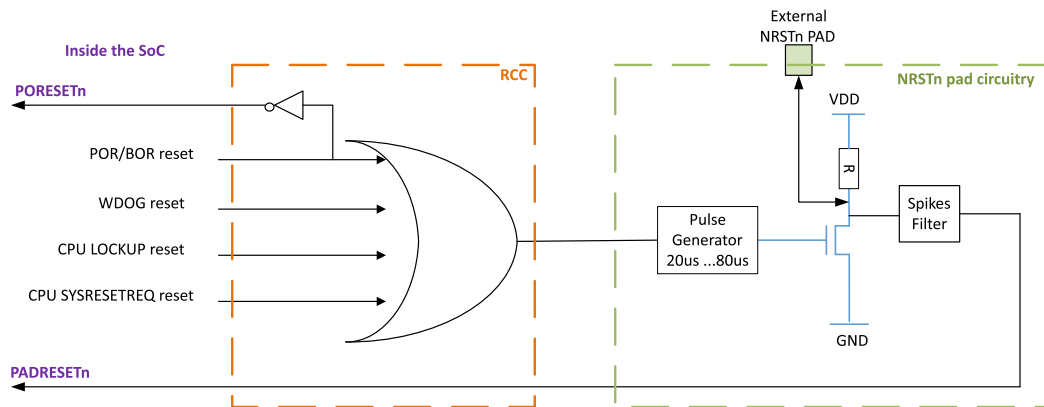 External
NRSTn PAD
Inside the SoC
RCC
NRSTn pad circuitry
PORESETn
VDD
POR/BOR reset
R
WDOG reset
Spikes
Filter
Pulse
Generator
20us ...80us
CPU LOCKUP reset
CPU SYSRESETREQ reset
GND
PADRESETn